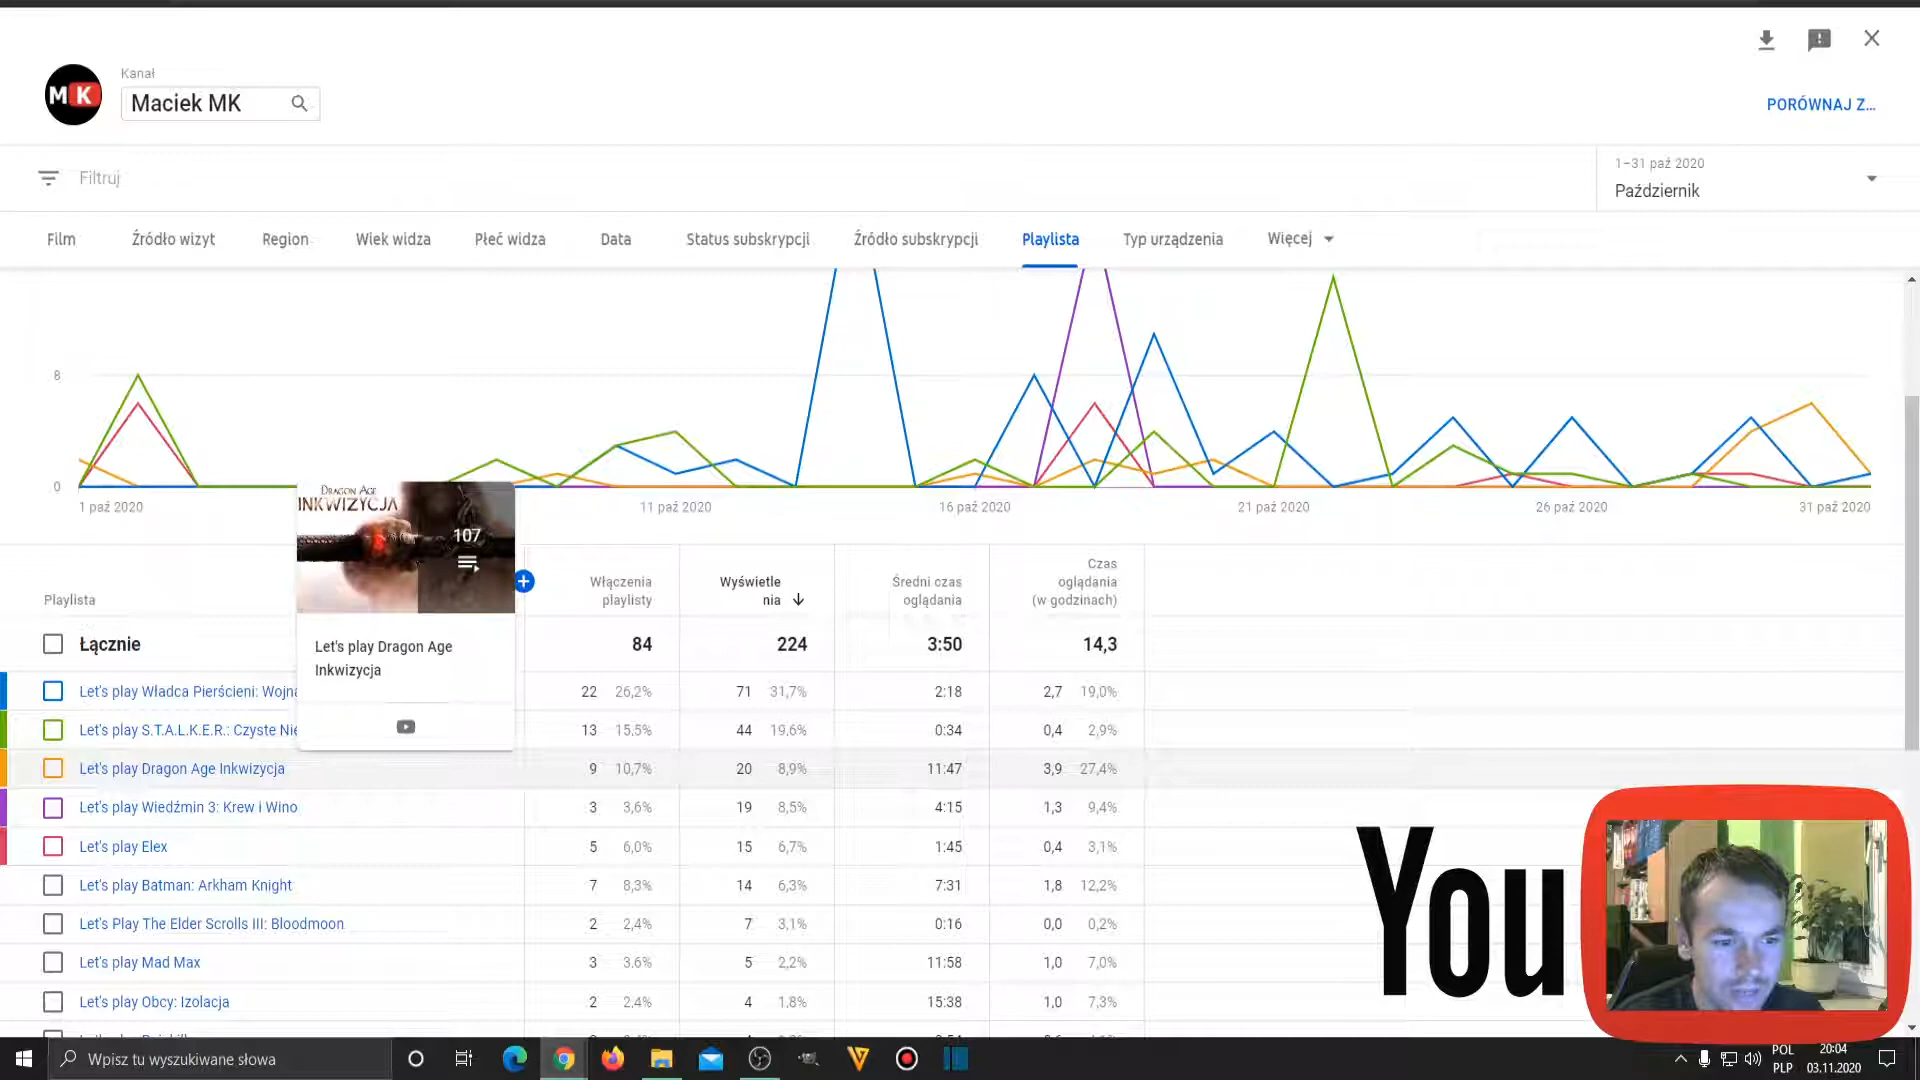 Kanał
MK
Maciek MK
PORÓWNAJ Z...
Filtruj
1–31 paź 2020
Październik
Film
Źródło wizyt
Region
Wiek widza
Płeć widza
Data
Status subskrypcji
Źródło subskrypcji
Playlista
Typ urządzenia
Więcej
8
0
1 paź 2020
11 paź 2020
16 paź 2020
21 paź 2020
26 paź 2020
31 paź 2020
DRAGON AGE
INKWIZYCJA
107
Let's play Dragon Age
Inkwizycja
Playlista
Włączenia
playlisty
Wyświetle
nia
Średni czas
oglądania
Czas
oglądania
(w godzinach)
Łącznie 84 224 3:50 14,3
Let's play Władca Pierścieni: Wojna 22 26,2% 71 31,7% 2:18 2,7 19,0%
Let's play S.T.A.L.K.E.R.: Czyste Nie 13 15.5% 44 19.6% 0:34 0,4 2,9%
Let's play Dragon Age Inkwizycja 9 10,7% 20 8,9% 11:47 3,9 27,4%
Let's play Wiedźmin 3: Krew i Wino 3 3,6% 19 8,5% 4:15 1,3 9,4%
Let's play Elex 5 6,0% 15 6,7% 1:45 0,4 3,1%
Let's play Batman: Arkham Knight 7 8,3% 14 6,3% 7:31 1,8 12,2%
Let's Play The Elder Scrolls III: Bloodmoon 2 2,4% 7 3,1% 0:16 0,0 0,2%
Let's play Mad Max 3 3.6% 5 2,2% 11:58 1,0 7,0%
Let's play Obcy: Izolacja 2 2.4% 4 1.8% 15:38 1,0 7,3%
You
Wpisz tu wyszukiwane słowa
POL
PLP
20:04
03.11.2020